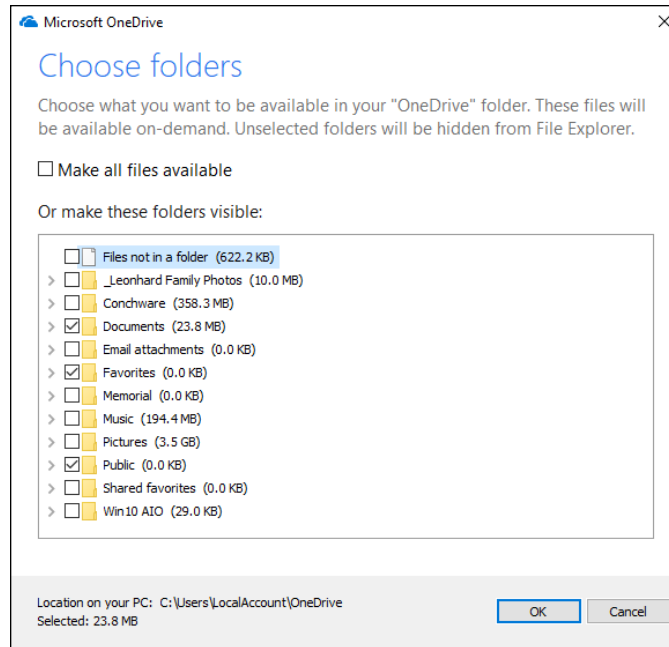 Microsoft OneDrive
Choose folders
Choose what you want to be available in your "OneDrive" folder. These files will
be available on-demand. Unselected folders will be hidden from File Explorer.
Make all files available
Or make these folders visible:
Files not in a folder (622.2 KB)
_Leonhard Family Photos (10.0 MB)
Conchware (358.3 MB)
Documents (23.8 MB)
Email attachments (0.0 KB)
Favorites (0.0 KB)
Memorial (0.0 KB)
Music (194.4 MB)
Pictures (3.5 GB)
Public (0.0 KB)
Shared favorites (0.0 KB)
Win10 AIO (29.0 KB)
Location on your PC: C:\Users\LocalAccount\OneDrive
Selected: 23.8 MB
OK Cancel